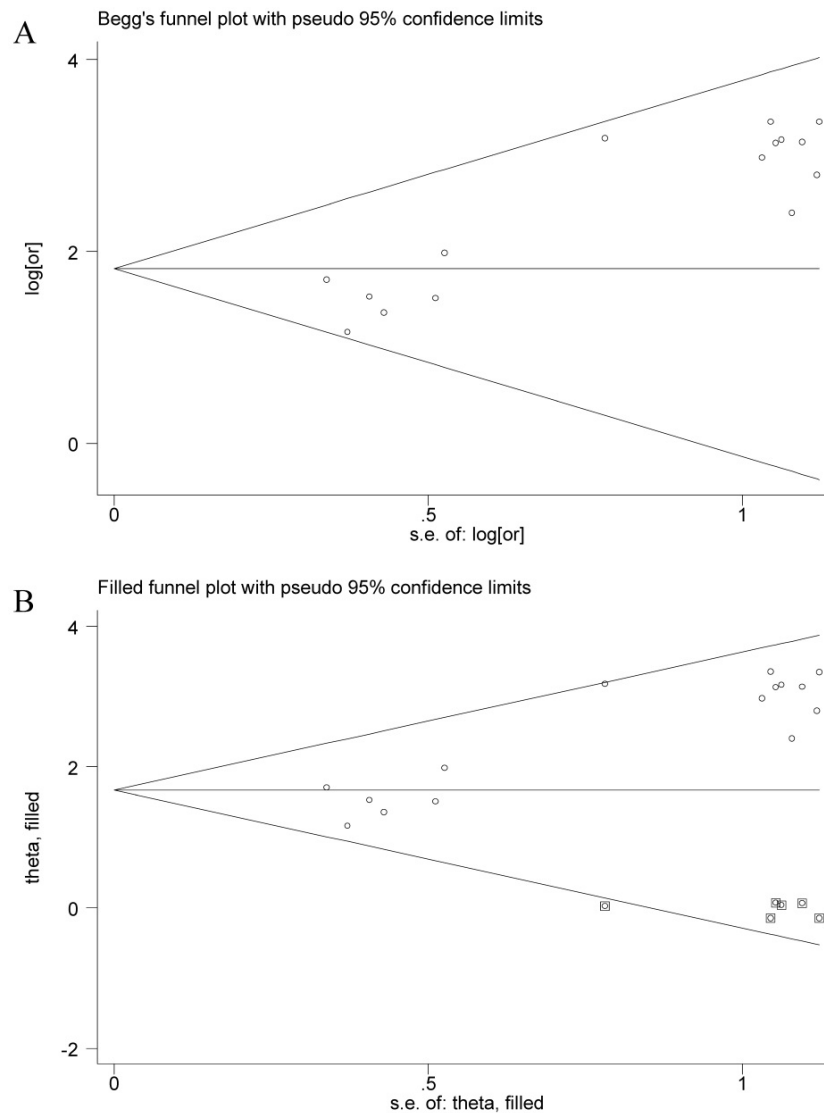 A
Begg's funnel plot with pseudo 95% confidence limits
4
2
0
log[or]
0
.5
1
s.e. of: log[or]
B
Filled funnel plot with pseudo 95% confidence limits
4
2
0
-2
theta, filled
0
.5
1
s.e. of: theta, filled